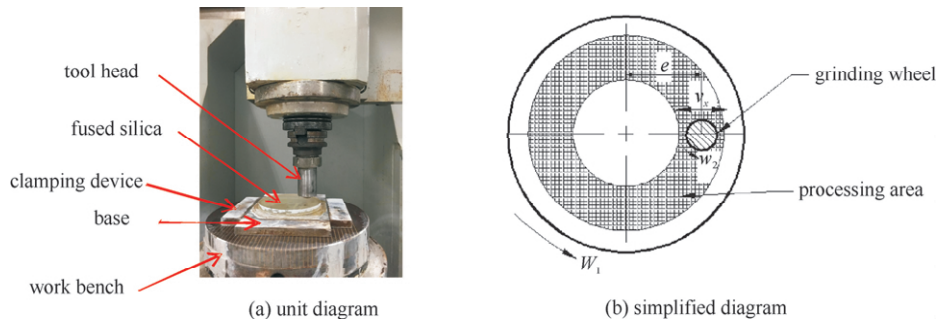 tool head
fused silica
clamping device
base
work bench
(a) unit diagram
e
grinding wheel
vₓ
w₂
processing area
W₁
(b) simplified diagram